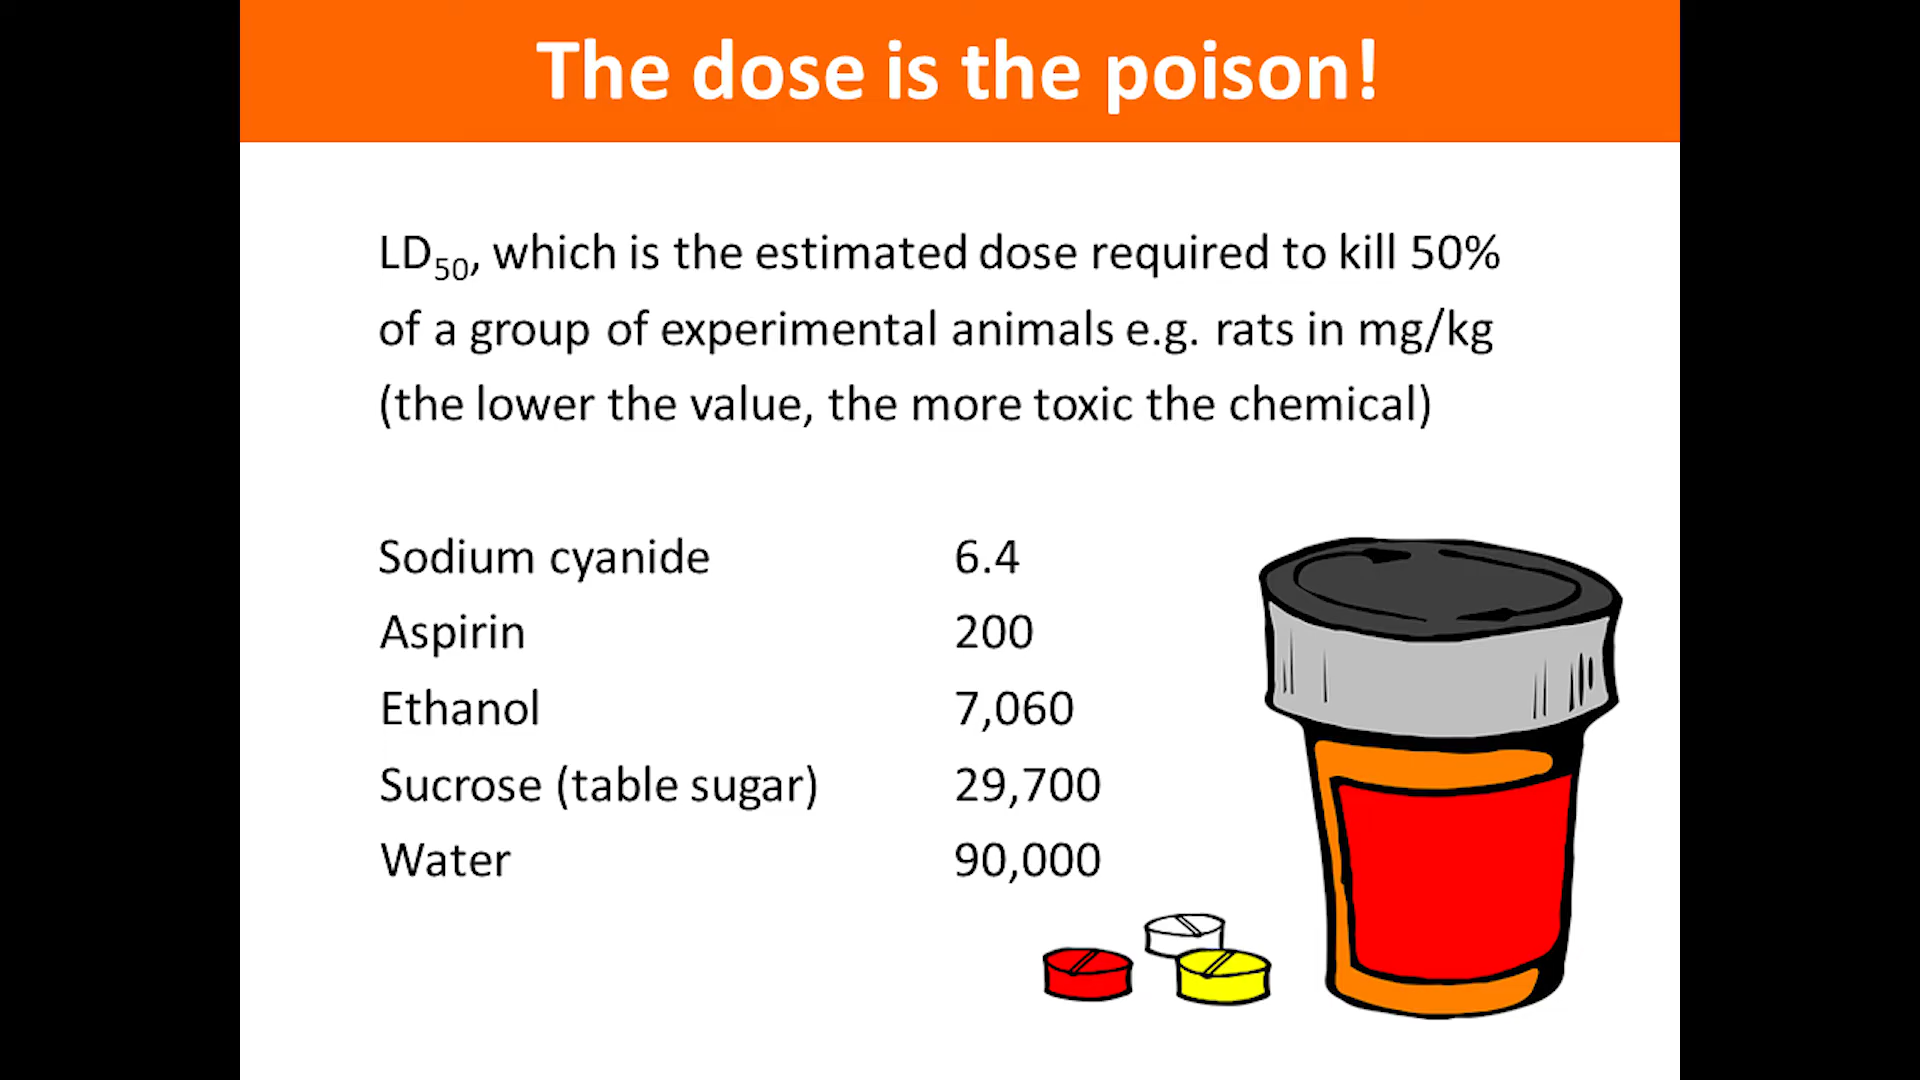 The dose is the poison!
LD₅₀, which is the estimated dose required to kill 50%
of a group of experimental animals e.g. rats in mg/kg
(the lower the value, the more toxic the chemical)
Sodium cyanide 6.4
Aspirin 200
Ethanol 7,060
Sucrose (table sugar) 29,700
Water 90,000